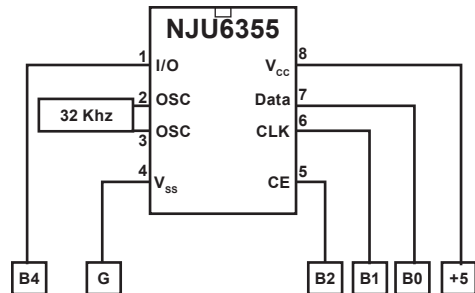 NJU6355
1 I/O
8 Vcc
2 OSC
Data 7
32 Khz
OSC
3
CLK 6
4 Vss
CE 5
B4 G B2 B1 B0 +5